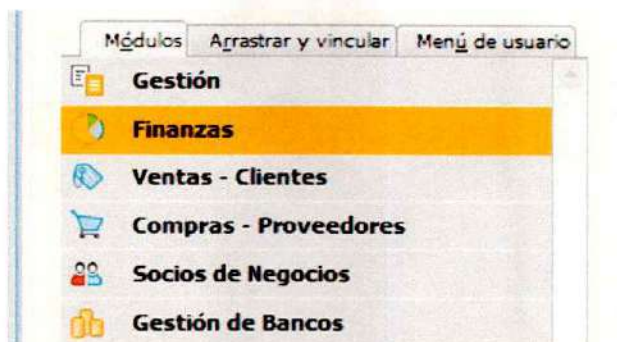 Módulos Arrastrar y vincular Menú de usuario
Gestión
Finanzas
Ventas - Clientes
Compras - Proveedores
Socios de Negocios
Gestión de Bancos